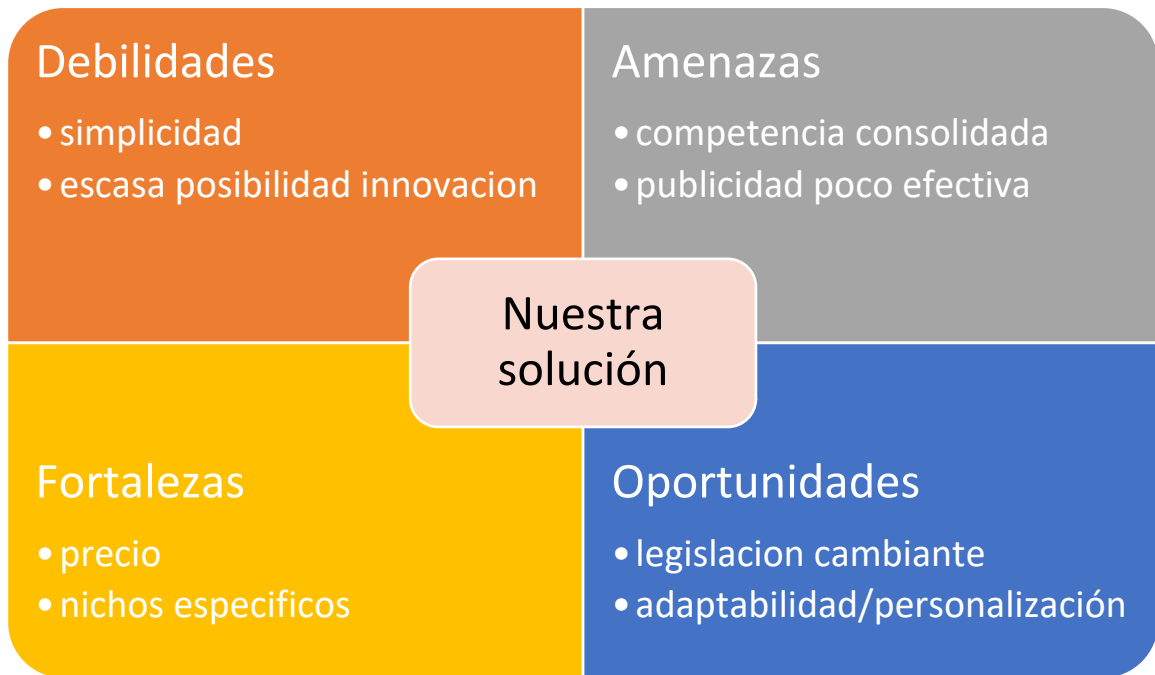 Debilidades
• simplicidad
• escasa posibilidad innovacion
Amenazas
• competencia consolidada
• publicidad poco efectiva
Nuestra
solución
Fortalezas
• precio
• nichos especificos
Oportunidades
• legislacion cambiante
• adaptabilidad/personalización